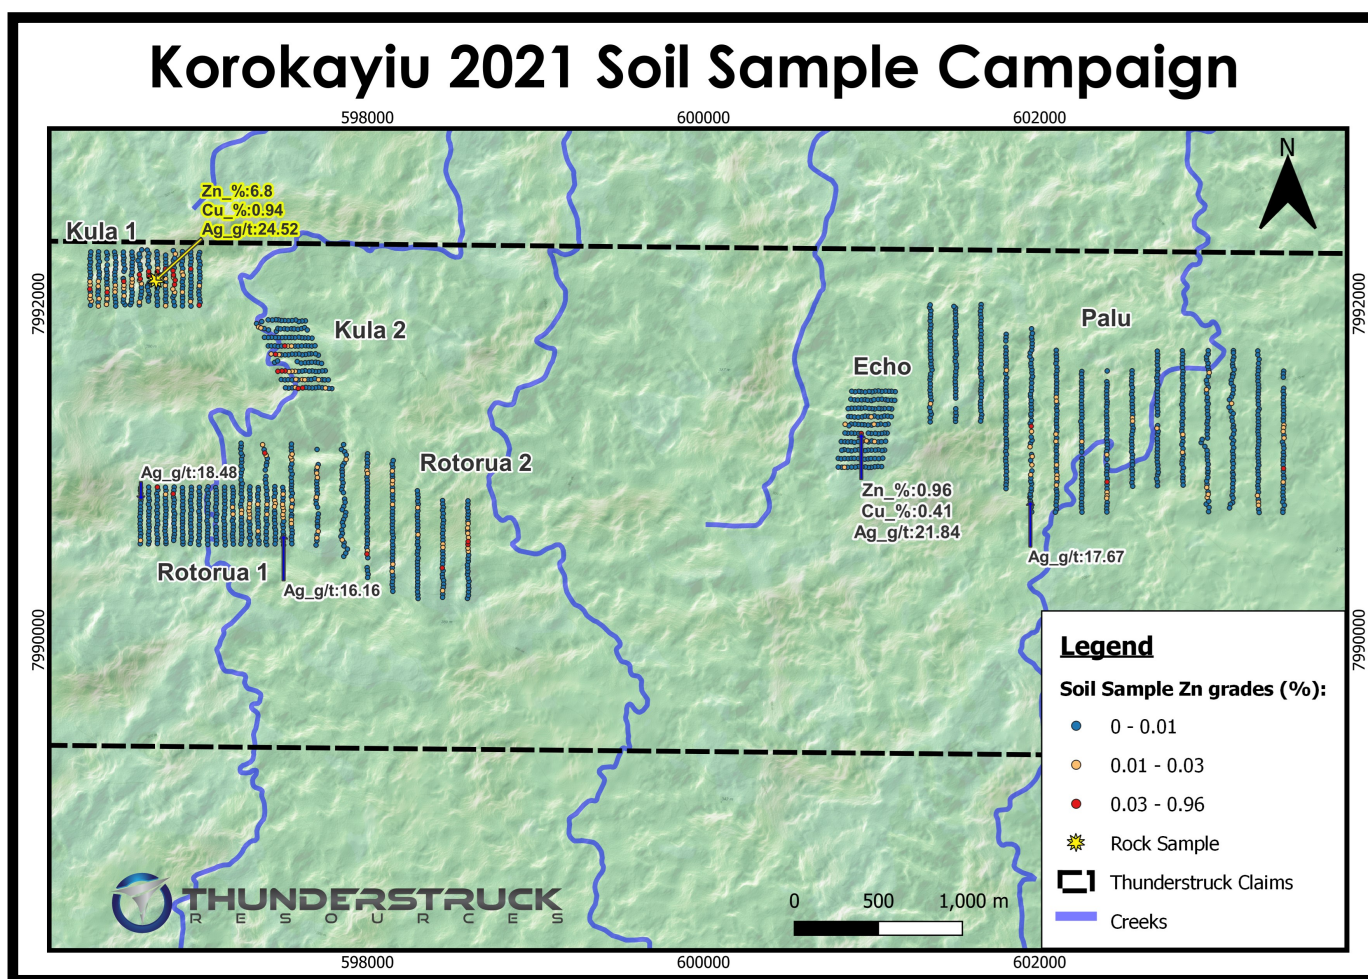 Korokayiu 2021 Soil Sample Campaign
598000
600000
602000
N
Zn_%:6.8
Cu_%:0.94
Ag_g/t:24.52
Kula 1
7992000
7992000
Kula 2
Palu
Echo
Rotorua 2
Ag_g/t:18.48
Zn_%:0.96
Cu_%:0.41
Ag_g/t:21.84
Rotorua 1
Ag_g/t:16.16
Ag_g/t:17.67
7990000
7990000
Legend
Soil Sample Zn grades (%):
0 - 0.01
0.01 - 0.03
0.03 - 0.96
Rock Sample
Thunderstruck Claims
Creeks
THUNDERSTRUCK
RESOURCES
0 500 1,000 m
598000
600000
602000